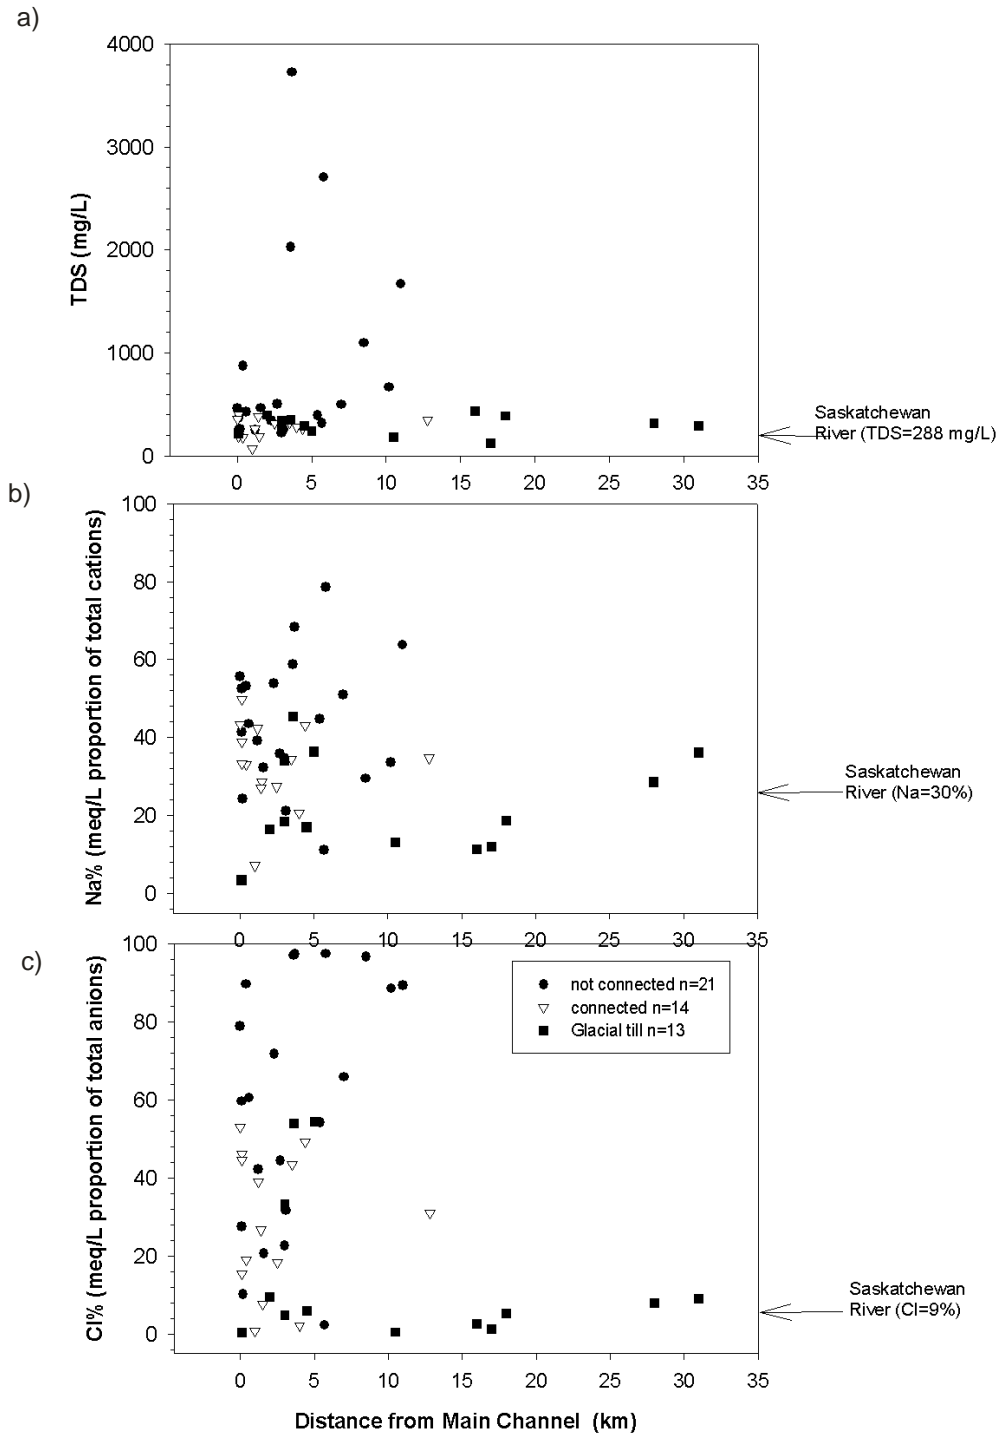 a)
4000
3000
2000
1000
0
TDS (mg/L)
0 5 10 15 20 25 30 35
Saskatchewan
River (TDS=288 mg/L)
b)
100
80
60
40
20
0
Na% (meq/L proportion of total cations)
0 5 10 15 20 25 30 35
Saskatchewan
River (Na=30%)
c)
100
80
60
40
20
0
Cl% (meq/L proportion of total anions)
not connected n=21
connected n=14
Glacial till n=13
Saskatchewan
River (Cl=9%)
0 5 10 15 20 25 30 35
Distance from Main Channel (km)